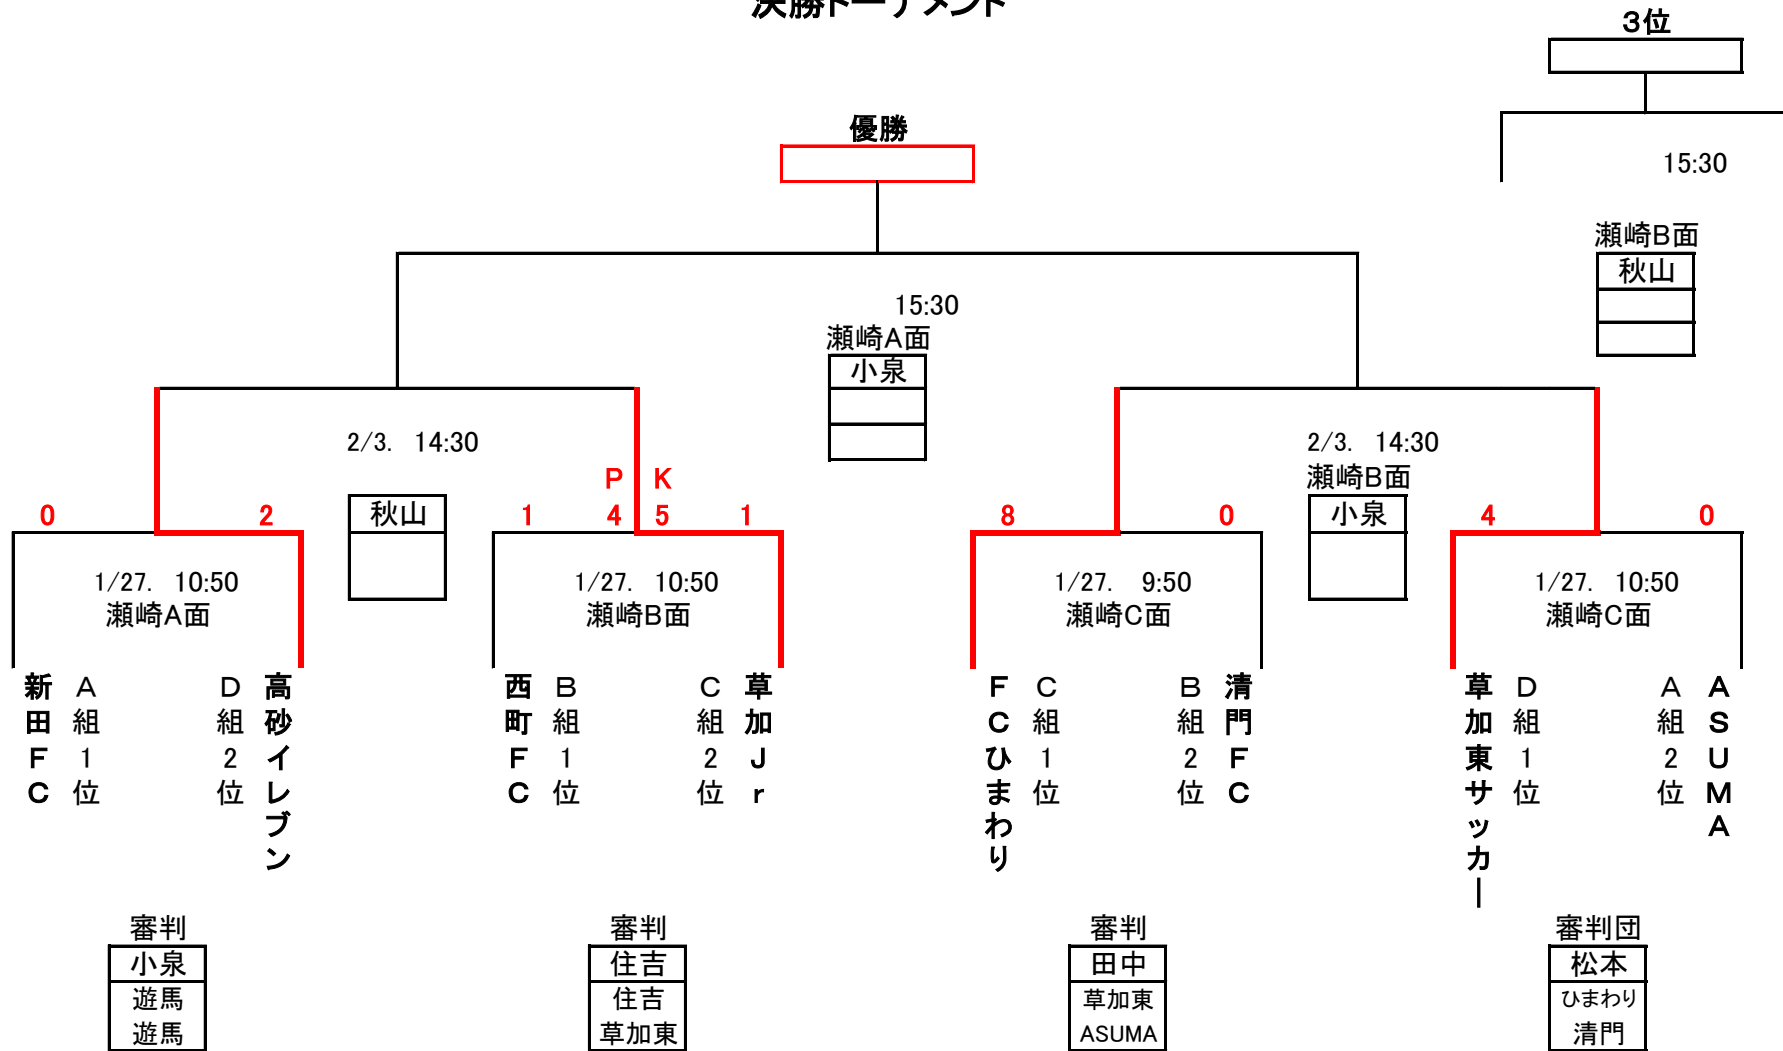 決勝トーナメント
3位
優勝
15:30
瀬崎B面
秋山
15:30
瀬崎A面
小泉
2/3. 14:30
2/3. 14:30
瀬崎B面
P K
0 2 秋山 1 4 5 1 8 0 小泉 4 0
1/27. 10:50
瀬崎A面
1/27. 10:50
瀬崎B面
1/27. 9:50
瀬崎C面
1/27. 10:50
瀬崎C面
新田FC
A組1位
D組2位
高砂イレブン
西町FC
B組1位
C組2位
草加Jr
FCひまわり
C組1位
B組2位
清門FC
草加東サッカー
D組1位
A組2位
ASUMA
審判
小泉
遊馬
遊馬
審判
住吉
住吉
草加東
審判
田中
草加東
ASUMA
審判団
松本
ひまわり
清門